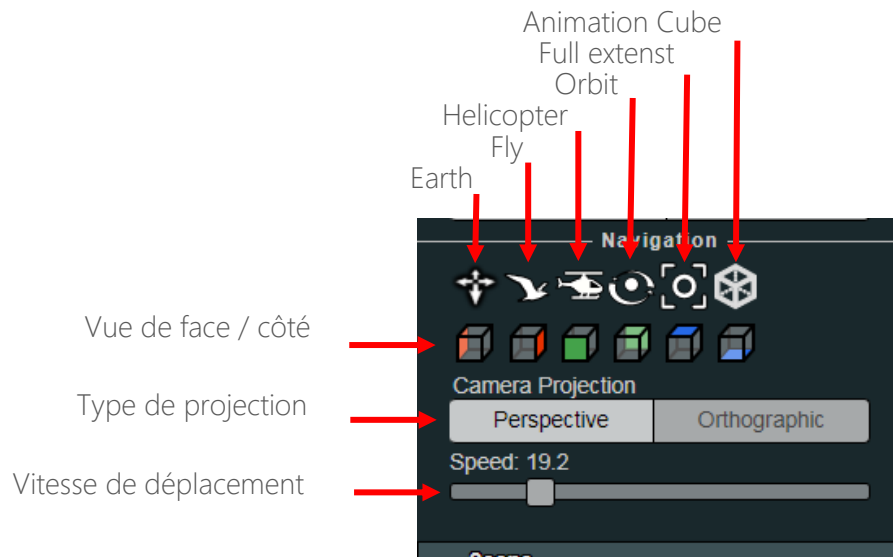 Animation Cube
Full extenst
Orbit
Helicopter
Fly
Earth
Navigation
Vue de face / côté
Camera Projection
Type de projection
Perspective
Orthographic
Speed: 19.2
Vitesse de déplacement
Scene